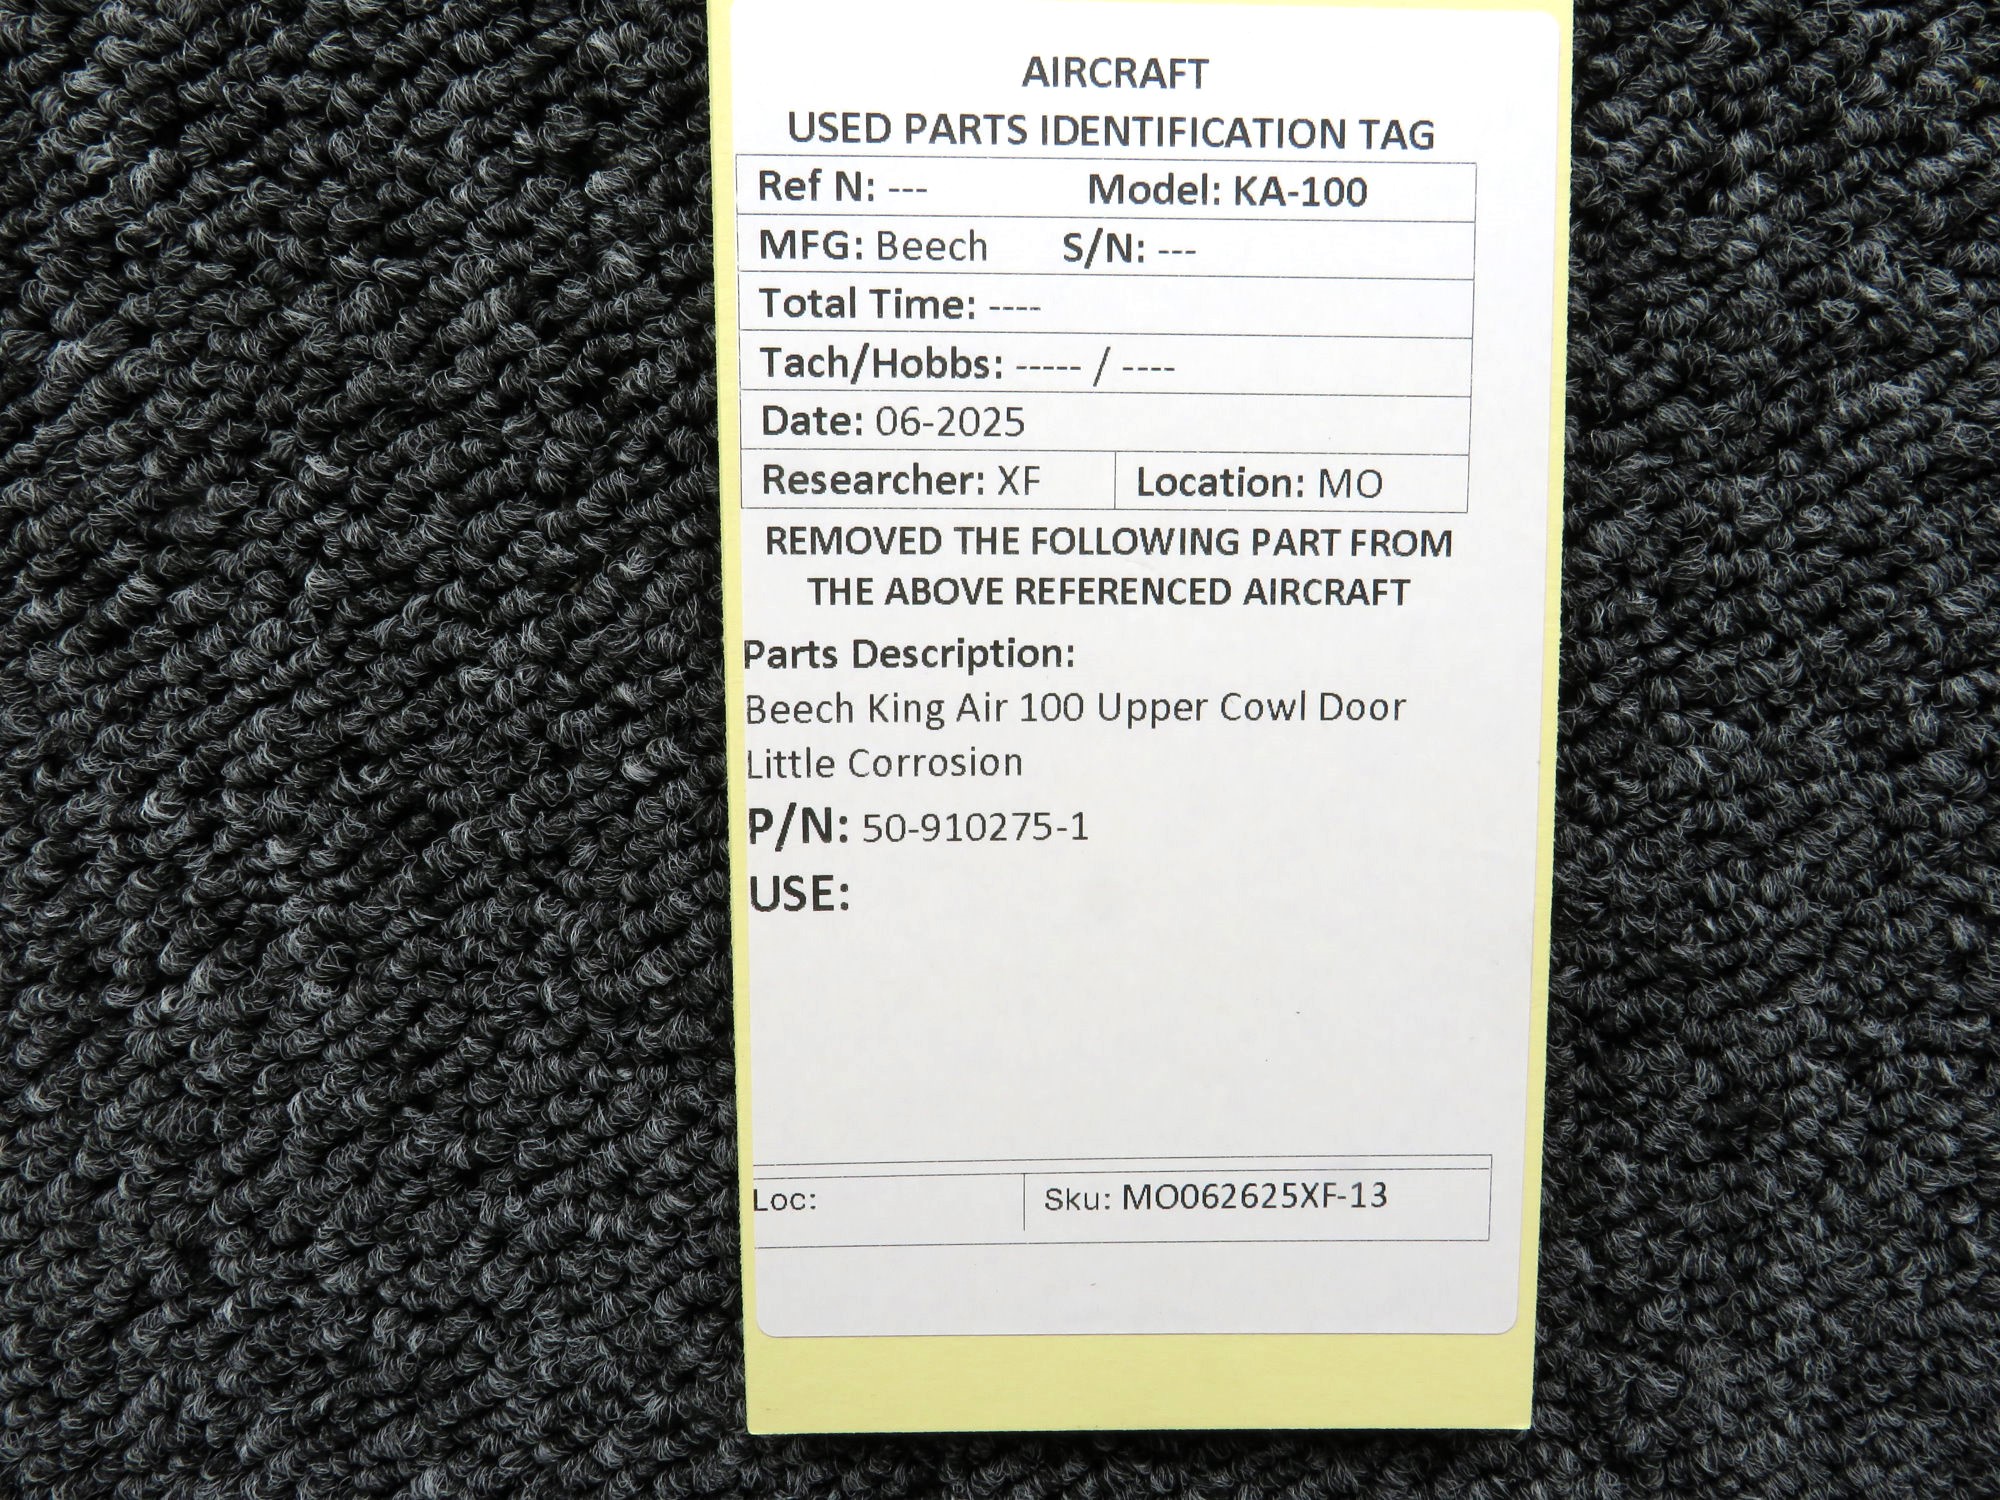 AIRCRAFT
USED PARTS IDENTIFICATION TAG
Ref N: --- Model: KA-100
MFG: Beech S/N: ---
Total Time: ----
Tach/Hobbs: ----- / ----
Date: 06-2025
Researcher: XF Location: MO
REMOVED THE FOLLOWING PART FROM
THE ABOVE REFERENCED AIRCRAFT
Parts Description:
Beech King Air 100 Upper Cowl Door
Little Corrosion
P/N: 50-910275-1
USE:
Loc: Sku: MO062625XF-13